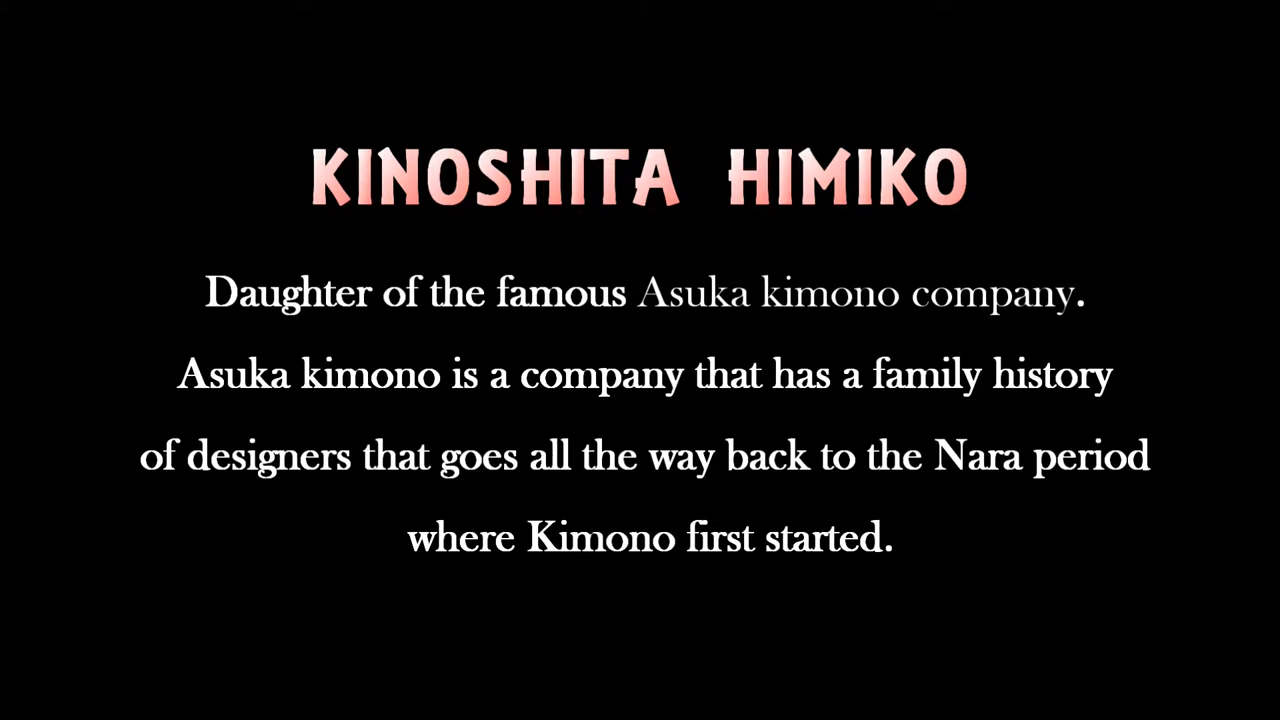 KINOSHITA HIMIKO
Daughter of the famous Asuka kimono company.
Asuka kimono is a company that has a family history
of designers that goes all the way back to the Nara period
where Kimono first started.